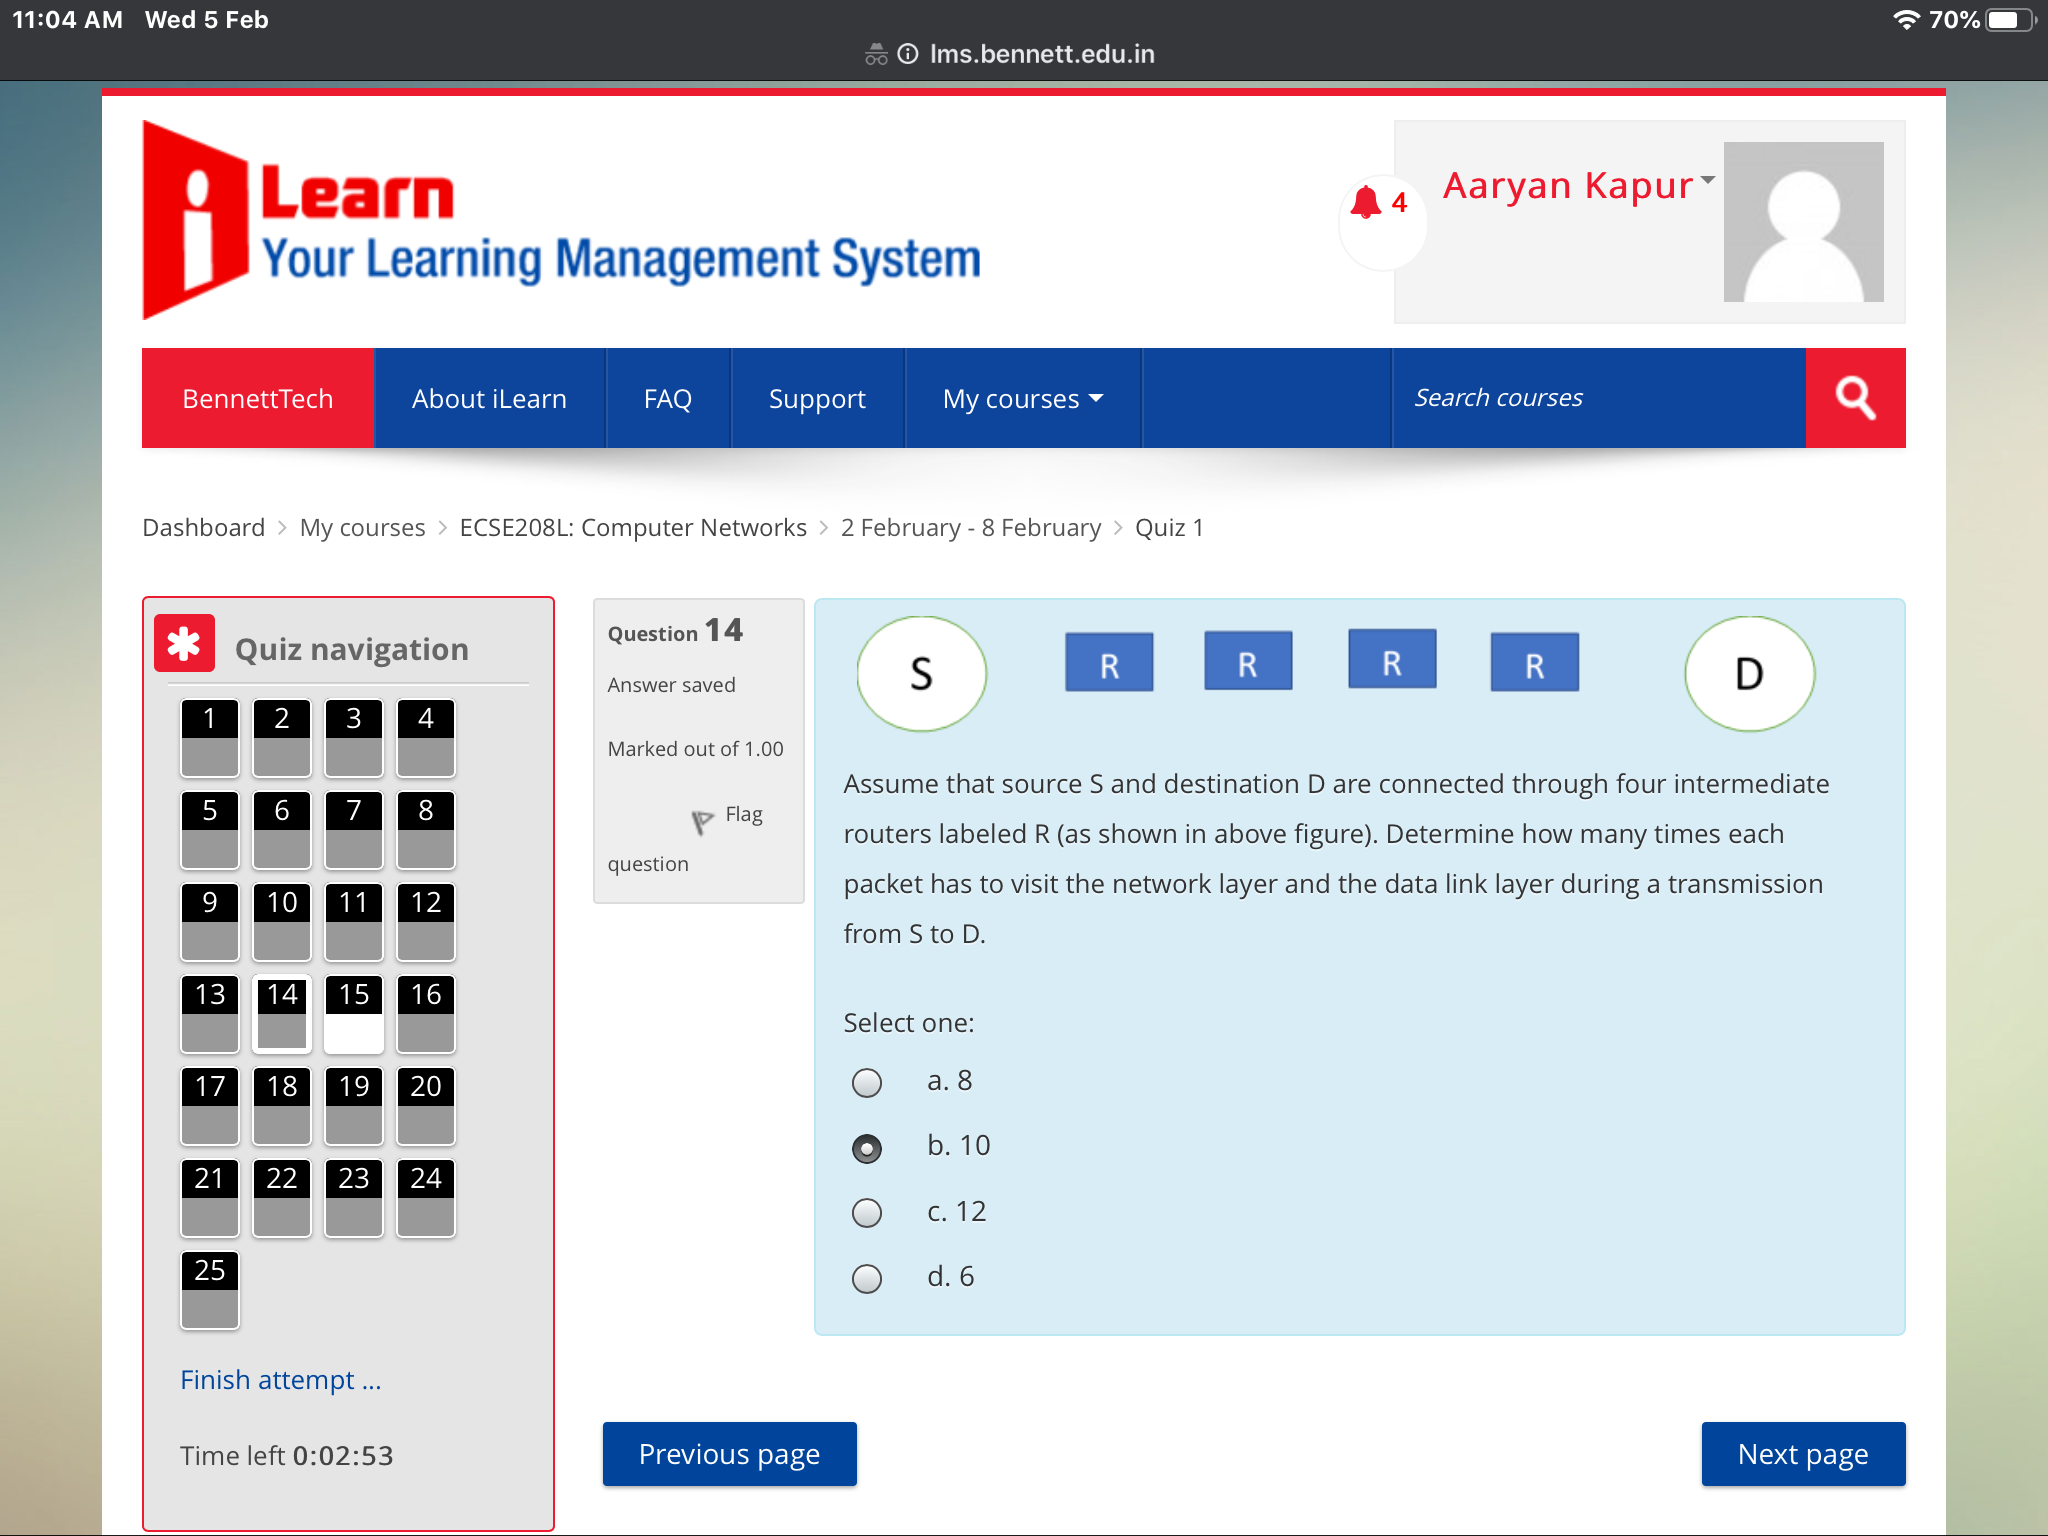 11:04 AM Wed 5 Feb
70%
lms.bennett.edu.in
i Learn
Your Learning Management System
4
Aaryan Kapur
BennettTech About iLearn FAQ Support My courses Search courses
Dashboard > My courses > ECSE208L: Computer Networks > 2 February - 8 February > Quiz 1
Quiz navigation
1 2 3 4
5 6 7 8
9 10 11 12
13 14 15 16
17 18 19 20
21 22 23 24
25
Finish attempt ...
Time left 0:02:53
Question 14
Answer saved
Marked out of 1.00
Flag
question
S R R R R D
Assume that source S and destination D are connected through four intermediate
routers labeled R (as shown in above figure). Determine how many times each
packet has to visit the network layer and the data link layer during a transmission
from S to D.
Select one:
a. 8
b. 10
c. 12
d. 6
Previous page
Next page